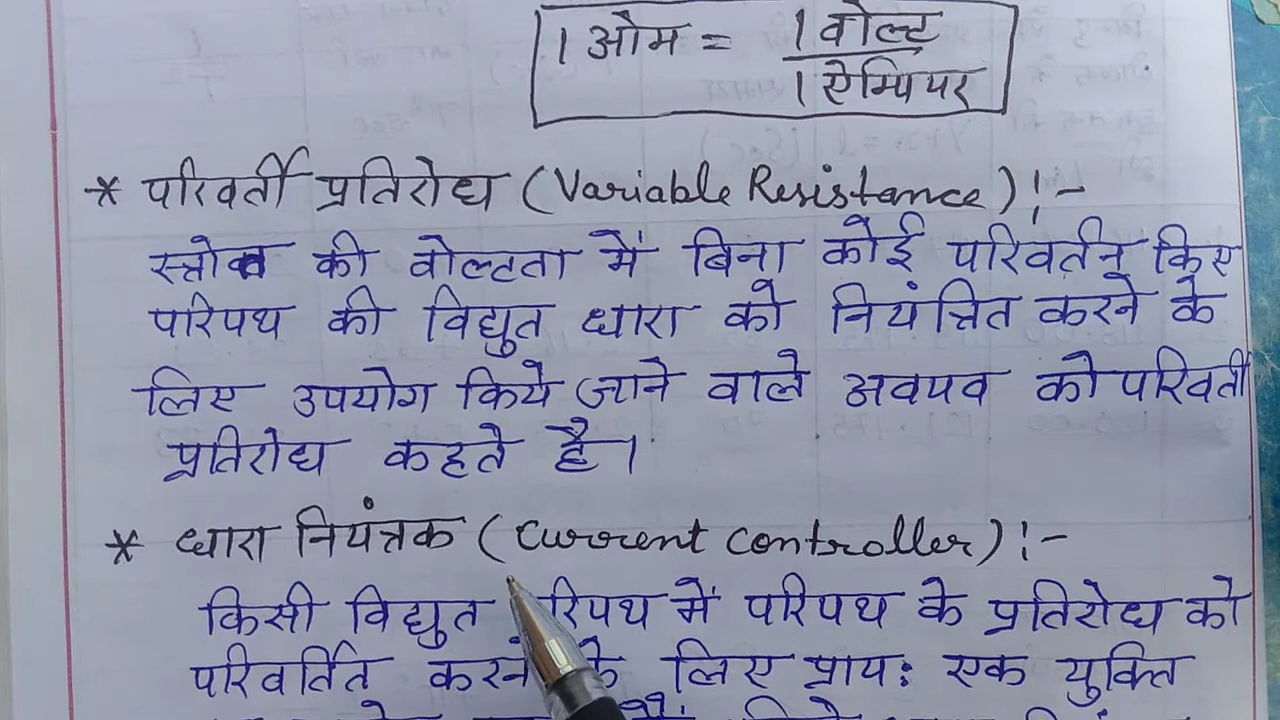 1 ओम = 1 वोल्ट / 1 ऐम्पियर
* परिवर्ती प्रतिरोध (Variable Resistance) :-
स्त्रोत की वोल्टता में बिना कोई परिवर्तन किए
परिपथ की विद्युत धारा को नियंत्रित करने के
लिए उपयोग किये जाने वाले अवयव को परिवर्ती
प्रतिरोध कहते है।
* धारा नियंत्रक (Current Controller) :-
किसी विद्युत परिपथ में परिपथ के प्रतिरोध को
परिवर्तित करने के लिए प्रायः एक युक्ति